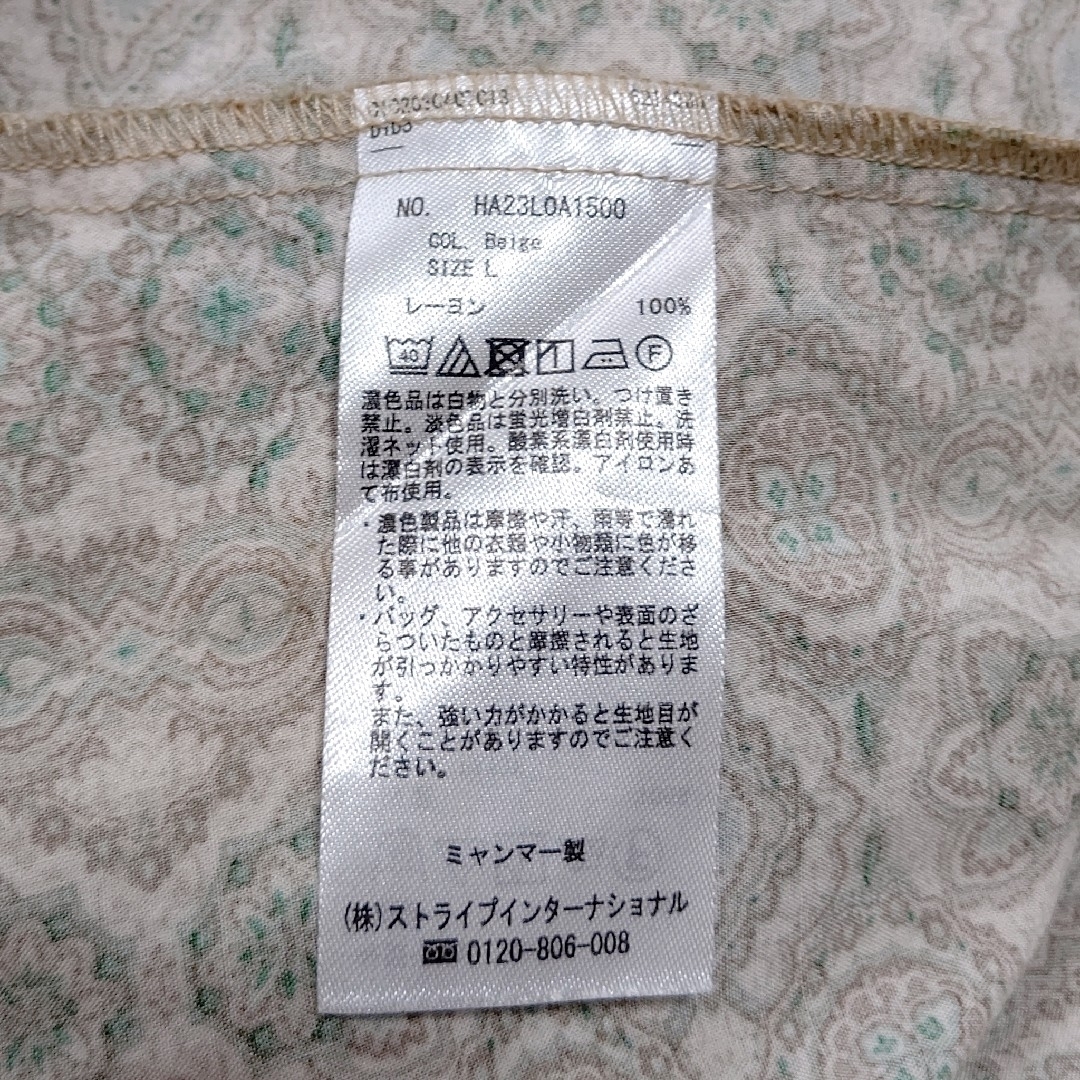 D1D3
NO. HA23L0A1500
COL. Beige
SIZE L
レーヨン 100%
40 F
濃色品は白物と分別洗い。つけ置き
禁止。淡色品は蛍光増白剤禁止。洗
濯ネット使用。酸素系漂白剤使用時
は漂白剤の表示を確認。アイロンあ
て布使用。
・濃色製品は摩擦や汗、雨等で濡れ
た際に他の衣類や小物類に色が移
る事がありますのでご注意くださ
い。
・バッグ、アクセサリーや表面のざ
らついたものと摩擦されると生地
が引っかかりやすい特性がありま
す。
また、強い力がかかると生地目が
開くことがありますのでご注意く
ださい。
ミャンマー製
(株)ストライプインターナショナル
0120-806-008